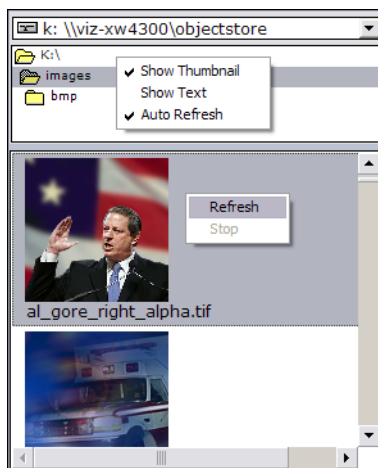 k: \\viz-xw4300\objectstore
K:\
images
bmp
Show Thumbnail
Show Text
Auto Refresh
Refresh
Stop
al_gore_right_alpha.tif